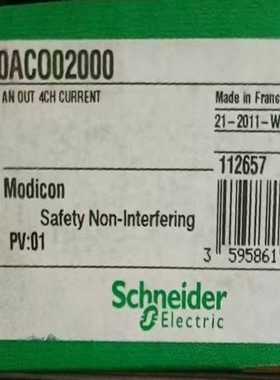 0ACO02000
AN OUT 4CH CURRENT
Made in France
21-2011-W
112657
Modicon
Safety Non-Interfering
PV:01
3 595861
Schneider
Electric